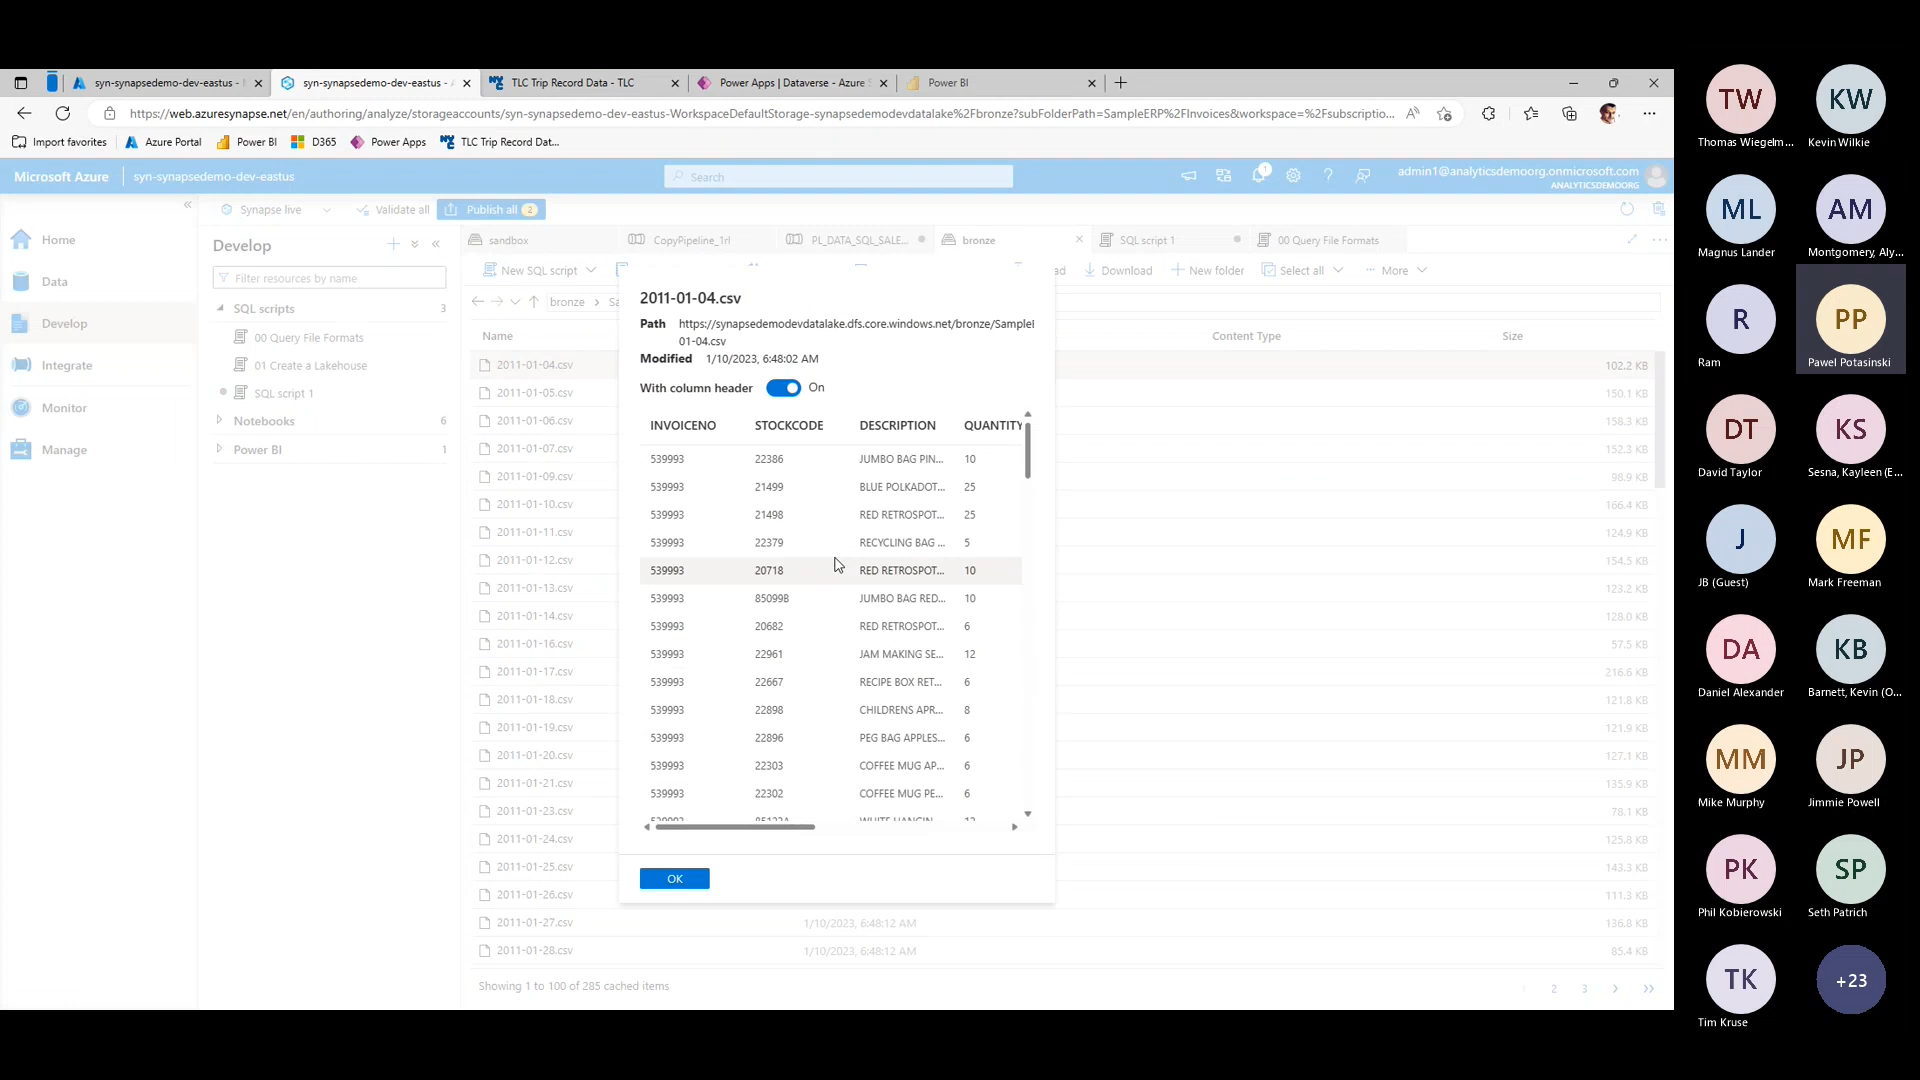 syn-synapsedemo-dev-eastus -
syn-synapsedemo-dev-eastus - A
TLC Trip Record Data - TLC
Power Apps | Dataverse - Azure S
Power BI
https://web.azuresynapse.net/en/authoring/analyze/storageaccounts/syn-synapsedemo-dev-eastus-WorkspaceDefaultStorage-synapsedemodevdatalake%2Fbronze?subFolderPath=SampleERP%2FInvoices&workspace=%2Fsubscriptio...
Import favorites
Azure Portal
Power BI
D365
Power Apps
TLC Trip Record Dat...
Microsoft Azure
syn-synapsedemo-dev-eastus
Search
1
admin1@analyticsdemoorg.onmicrosoft.com
ANALYTICSDEMOORG
Synapse live
Validate all
Publish all 2
Home
Data
Develop
Integrate
Monitor
Manage
Develop
Filter resources by name
SQL scripts 3
00 Query File Formats
01 Create a Lakehouse
SQL script 1
Notebooks 6
Power BI 1
sandbox
CopyPipeline_1rl
PL_DATA_SQL_SALE...
bronze
SQL script 1
00 Query File Formats
New SQL script
ad
Download
New folder
Select all
More
bronze > Sa
Name
Content Type
Size
2011-01-04.csv 102.2 KB
2011-01-05.csv 150.1 KB
2011-01-06.csv 158.3 KB
2011-01-07.csv 152.3 KB
2011-01-09.csv 98.9 KB
2011-01-10.csv 166.4 KB
2011-01-11.csv 124.9 KB
2011-01-12.csv 154.5 KB
2011-01-13.csv 123.2 KB
2011-01-14.csv 128.0 KB
2011-01-16.csv 57.5 KB
2011-01-17.csv 216.6 KB
2011-01-18.csv 121.8 KB
2011-01-19.csv 121.9 KB
2011-01-20.csv 127.1 KB
2011-01-21.csv 135.9 KB
2011-01-23.csv 78.1 KB
2011-01-24.csv 125.8 KB
2011-01-25.csv 143.3 KB
2011-01-26.csv 111.3 KB
2011-01-27.csv 1/10/2023, 6:48:12 AM 136.8 KB
2011-01-28.csv 1/10/2023, 6:48:12 AM 85.4 KB
Showing 1 to 100 of 285 cached items
1 2 3
2011-01-04.csv
Path https://synapsedemodevdatalake.dfs.core.windows.net/bronze/SampleE
01-04.csv
Modified 1/10/2023, 6:48:02 AM
With column header On
INVOICENO STOCKCODE DESCRIPTION QUANTITY
539993 22386 JUMBO BAG PIN... 10
539993 21499 BLUE POLKADOT... 25
539993 21498 RED RETROSPOT... 25
539993 22379 RECYCLING BAG ... 5
539993 20718 RED RETROSPOT... 10
539993 85099B JUMBO BAG RED... 10
539993 20682 RED RETROSPOT... 6
539993 22961 JAM MAKING SE... 12
539993 22667 RECIPE BOX RET... 6
539993 22898 CHILDRENS APR... 8
539993 22896 PEG BAG APPLES... 6
539993 22303 COFFEE MUG AP... 6
539993 22302 COFFEE MUG PE... 6
539993 85123A WHITE HANGIN... 12
OK
TW
Thomas Wiegelm...
KW
Kevin Wilkie
ML
Magnus Lander
AM
Montgomery, Aly...
R
Ram
PP
Pawel Potasinski
DT
David Taylor
KS
Sesna, Kayleen (E...
J
JB (Guest)
MF
Mark Freeman
DA
Daniel Alexander
KB
Barnett, Kevin (O...
MM
Mike Murphy
JP
Jimmie Powell
PK
Phil Kobierowski
SP
Seth Patrich
TK
Tim Kruse
+23